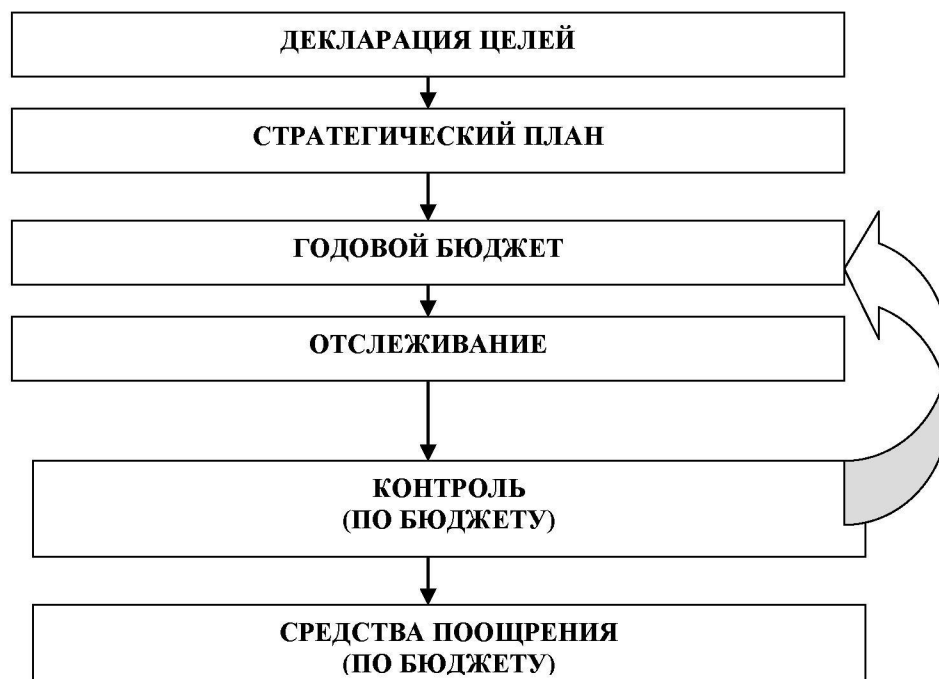 ДЕКЛАРАЦИЯ ЦЕЛЕЙ
СТРАТЕГИЧЕСКИЙ ПЛАН
ГОДОВОЙ БЮДЖЕТ
ОТСЛЕЖИВАНИЕ
КОНТРОЛЬ
(ПО БЮДЖЕТУ)
СРЕДСТВА ПООЩРЕНИЯ
(ПО БЮДЖЕТУ)